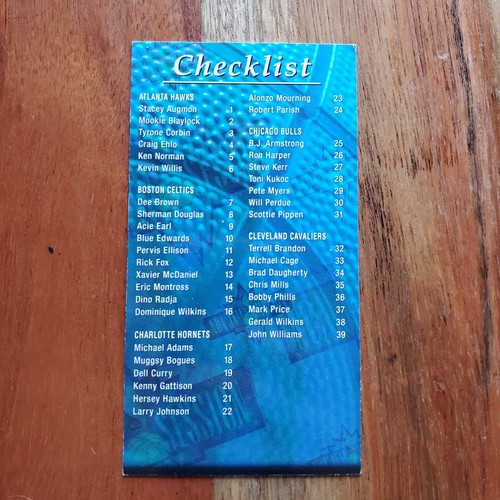 Checklist
ATLANTA HAWKS
Stacey Augmon 1
Mookie Blaylock 2
Tyrone Corbin 3
Craig Ehlo 4
Ken Norman 5
Kevin Willis 6
BOSTON CELTICS
Dee Brown 7
Sherman Douglas 8
Acie Earl 9
Blue Edwards 10
Pervis Ellison 11
Rick Fox 12
Xavier McDaniel 13
Eric Montross 14
Dino Radja 15
Dominique Wilkins 16
CHARLOTTE HORNETS
Michael Adams 17
Muggsy Bogues 18
Dell Curry 19
Kenny Gattison 20
Hersey Hawkins 21
Larry Johnson 22
Alonzo Mourning 23
Robert Parish 24
CHICAGO BULLS
B.J. Armstrong 25
Ron Harper 26
Steve Kerr 27
Toni Kukoc 28
Pete Myers 29
Will Perdue 30
Scottie Pippen 31
CLEVELAND CAVALIERS
Terrell Brandon 32
Michael Cage 33
Brad Daugherty 34
Chris Mills 35
Bobby Phills 36
Mark Price 37
Gerald Wilkins 38
John Williams 39